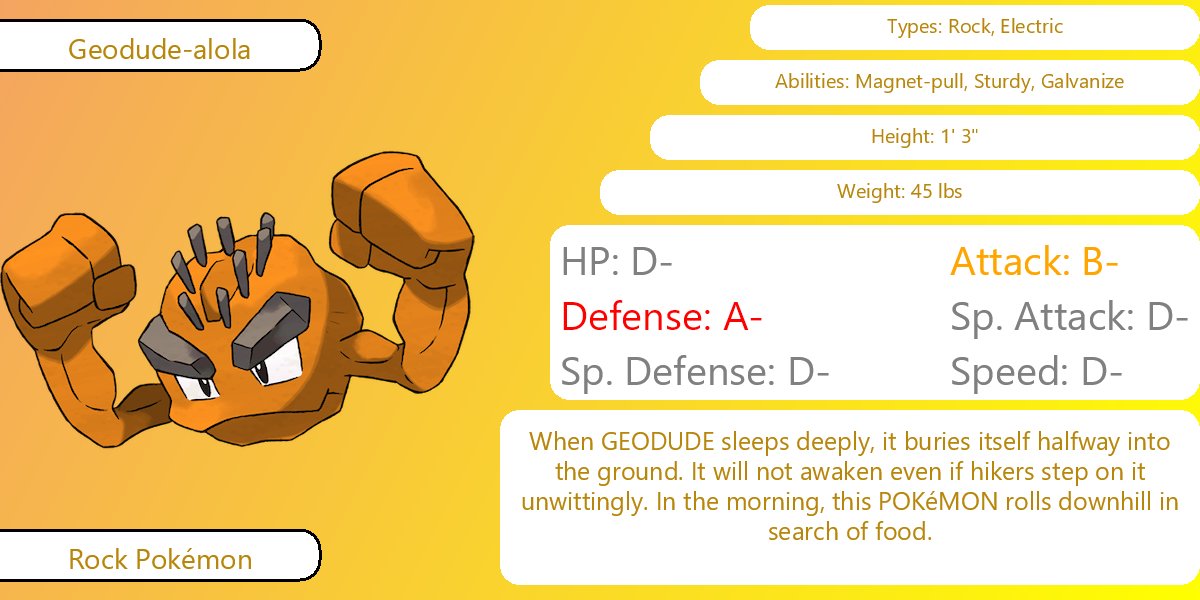 Geodude-alola
Types: Rock, Electric
Abilities: Magnet-pull, Sturdy, Galvanize
Height: 1' 3"
Weight: 45 lbs
HP: D-
Attack: B-
Defense: A-
Sp. Attack: D-
Sp. Defense: D-
Speed: D-
When GEODUDE sleeps deeply, it buries itself halfway into
the ground. It will not awaken even if hikers step on it
unwittingly. In the morning, this POKéMON rolls downhill in
search of food.
Rock Pokémon